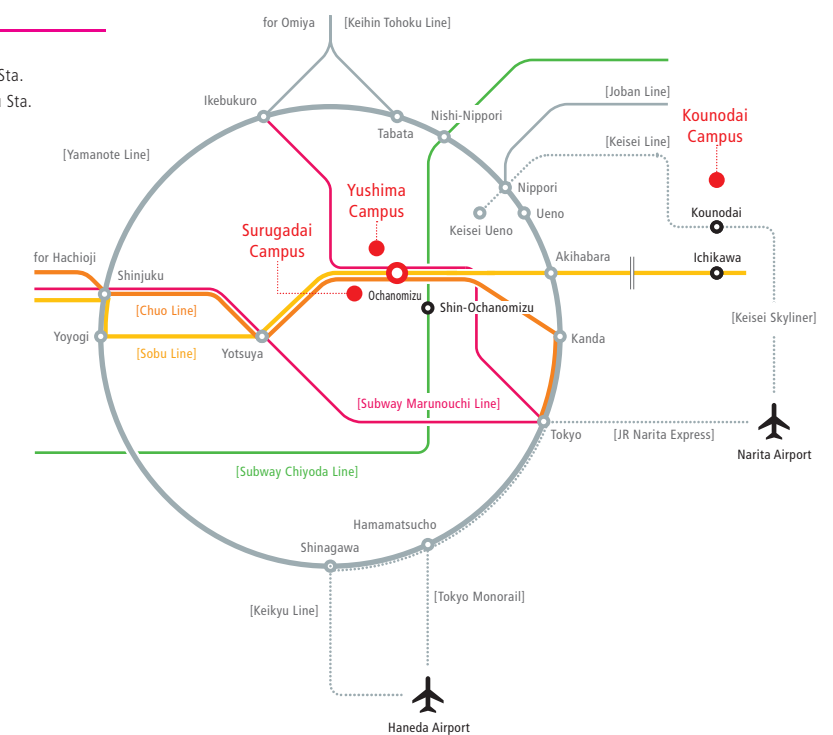 for Omiya
[Keihin Tohoku Line]
Sta.
Sta.
Ikebukuro
Tabata
Nishi-Nippori
[Joban Line]
Kounodai
Campus
[Keisei Line]
[Yamanote Line]
Yushima
Campus
Nippori
Ueno
Keisei Ueno
Kounodai
Surugadai
Campus
for Hachioji
Shinjuku
Akihabara
Ichikawa
Ochanomizu
Shin-Ochanomizu
[Chuo Line]
[Keisei Skyliner]
Yoyogi
[Sobu Line]
Yotsuya
Kanda
[Subway Marunouchi Line]
Tokyo
[JR Narita Express]
Narita Airport
[Subway Chiyoda Line]
Hamamatsucho
Shinagawa
[Keikyu Line]
[Tokyo Monorail]
Haneda Airport